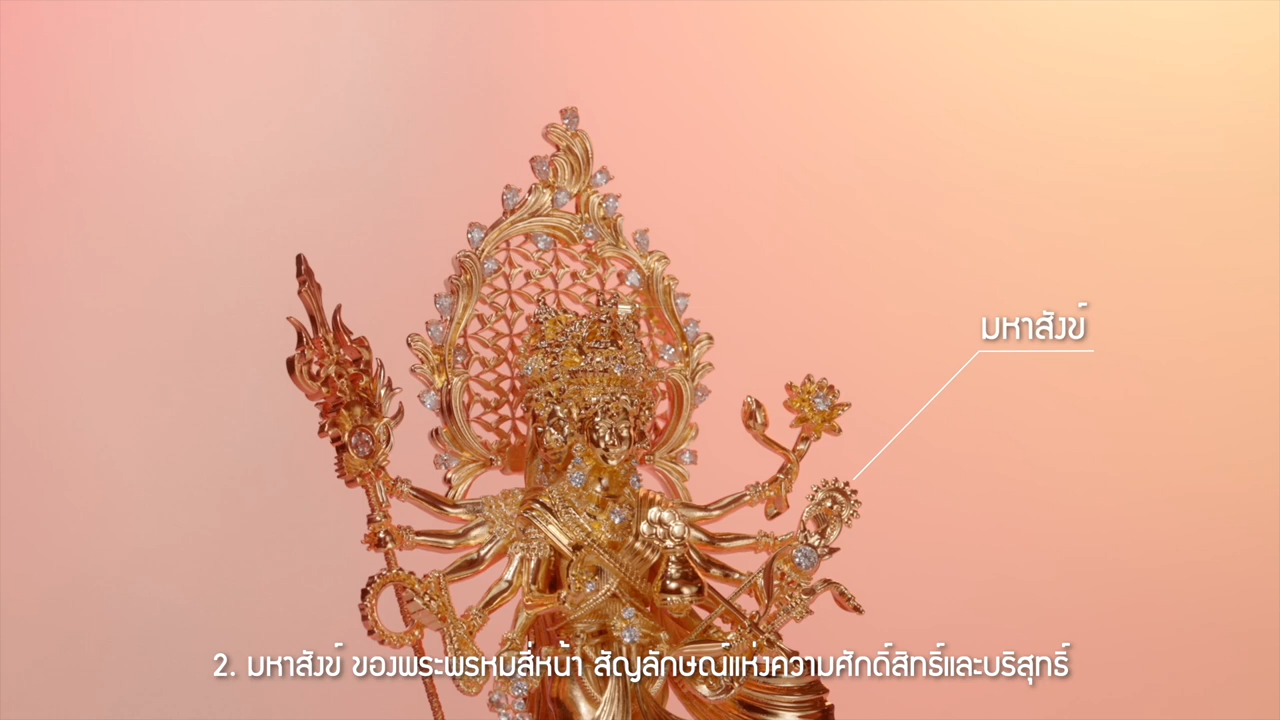 มหาสังข์
2. มหาสังข์ ของพระพรหมสี่หน้า สัญลักษณ์แห่งความศักดิ์สิทธิ์และบริสุทธิ์